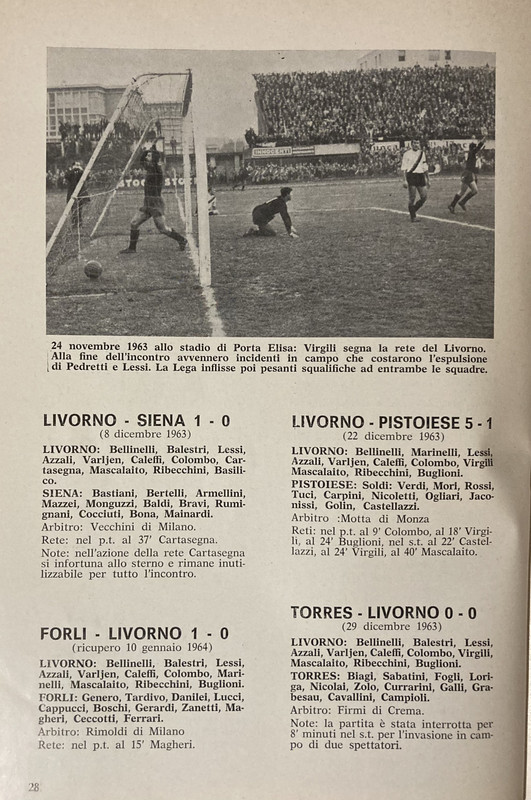 STOCK STOCK
24 novembre 1963 allo stadio di Porta Elisa: Virgili segna la rete del Livorno.
Alla fine dell'incontro avvennero incidenti in campo che costarono l'espulsione
di Pedretti e Lessi. La Lega inflisse poi pesanti squalifiche ad entrambe le squadre.
LIVORNO - SIENA 1 - 0
(8 dicembre 1963)
LIVORNO: Bellinelli, Balestri, Lessi,
Azzali, Varljen, Caleffi, Colombo, Car-
tasegna, Mascalaito, Ribecchini, Basili-
co.
SIENA: Bastiani, Bertelli, Armellini,
Mazzei, Monguzzi, Baldi, Bravi, Rumi-
gnani, Cocciuti, Bona, Mainardi.
Arbitro: Vecchini di Milano.
Rete: nel p.t. al 37' Cartasegna.
Note: nell'azione della rete Cartasegna
si infortuna allo sterno e rimane inuti-
lizzabile per tutto l'incontro.
FORLI - LIVORNO 1 - 0
(ricupero 10 gennaio 1964)
LIVORNO: Bellinelli, Balestri, Lessi,
Azzali, Varljen, Caleffi, Colombo, Mari-
nelli, Mascalaito, Ribecchini, Buglioni.
FORLI: Genero, Tardivo, Danilei, Lucci,
Cappucci, Boschi, Gerardi, Zanetti, Ma-
gheri, Ceccotti, Ferrari.
Arbitro: Rimoldi di Milano
Rete: nel p.t. al 15' Magheri.
LIVORNO - PISTOIESE 5 - 1
(22 dicembre 1963)
LIVORNO: Bellinelli, Marinelli, Lessi,
Azzali, Varljen, Caleffi, Colombo, Virgili
Mascalaito, Ribecchini, Buglioni.
PISTOIESE: Soldi: Verdi, Mori, Rossi,
Tuci, Carpini, Nicoletti, Ogliari, Jaco-
nissi, Golin, Castellazzi.
Arbitro :Motta di Monza
Reti: nel p.t. al 9' Colombo, al 18' Virgi-
li, al 24' Buglioni, nel s.t. al 22' Castel-
lazzi, al 24' Virgili, al 40' Mascalaito.
TORRES - LIVORNO 0 - 0
(29 dicembre 1963)
LIVORNO: Bellinelli, Balestri, Lessi,
Azzali, Varljen, Caleffi, Colombo, Virgili,
Mascalaito, Ribecchini, Buglioni.
TORRES: Biagi, Sabatini, Fogli, Lori-
ga, Nicolai, Zolo, Currarini, Galli, Gra-
besau, Cavallini, Campioli.
Arbitro: Firmi di Crema.
Note: la partita è stata interrotta per
8' minuti nel s.t. per l'invasione in cam-
po di due spettatori.
28